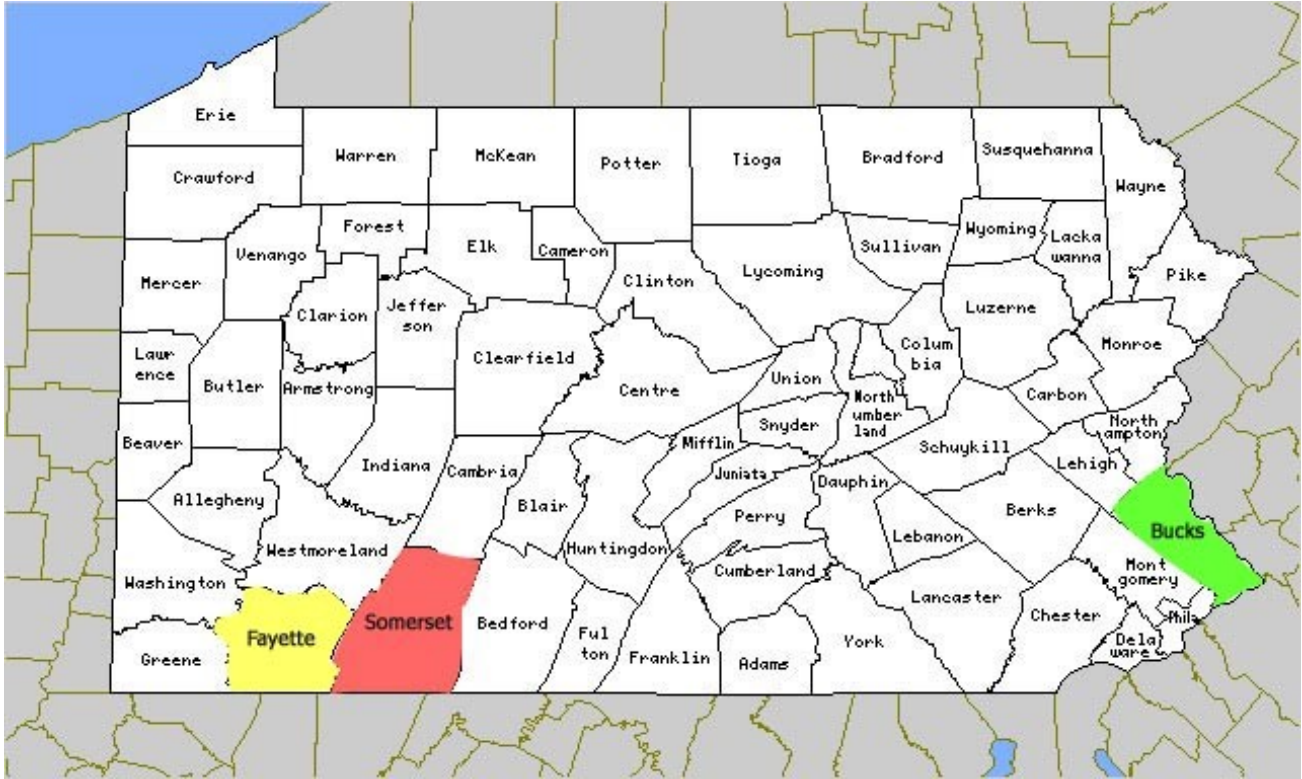 Erie
Crawford
Warren
McKean
Potter
Tioga
Bradford
Susquehanna
Wayne
Forest
Venango
Elk
Cameron
Sullivan
Wyoming
Lacka
wanna
Mercer
Clarion
Jeffer
son
Clinton
Lycoming
Pike
Luzerne
Lawr
ence
Butler
Armstrong
Clearfield
Centre
Union
Colum
bia
Monroe
Carbon
Snyder
North
umber
land
North
ampton
Beaver
Indiana
Cambria
Mifflin
Schuykill
Lehigh
Allegheny
Blair
Juniata
Dauphin
Berks
Bucks
Westmoreland
Huntingdon
Perry
Lebanon
Washington
Cumberland
Mont
gomery
Lancaster
Chester
Phil
Dela
ware
Fayette
Somerset
Bedford
Ful
ton
Franklin
Adams
York
Greene